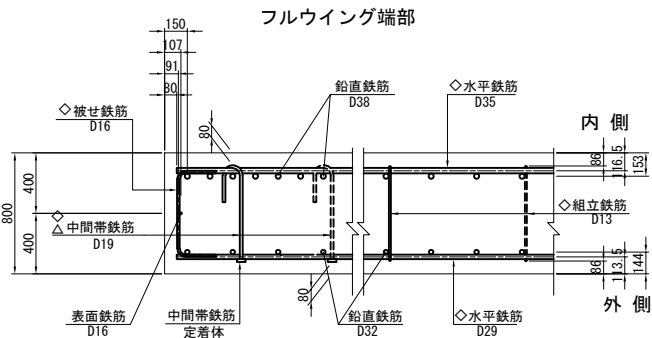 フルウイング端部
150
107
91
80
◇被せ鉄筋
D16
80
鉛直鉄筋
D38
◇水平鉄筋
D35
内 側
86
116.5
153
800
400
400
◇
△中間帯鉄筋
D19
◇組立鉄筋
D13
86
113.5
144
外 側
80
表面鉄筋
D16
中間帯鉄筋
定着体
鉛直鉄筋
D32
◇水平鉄筋
D29